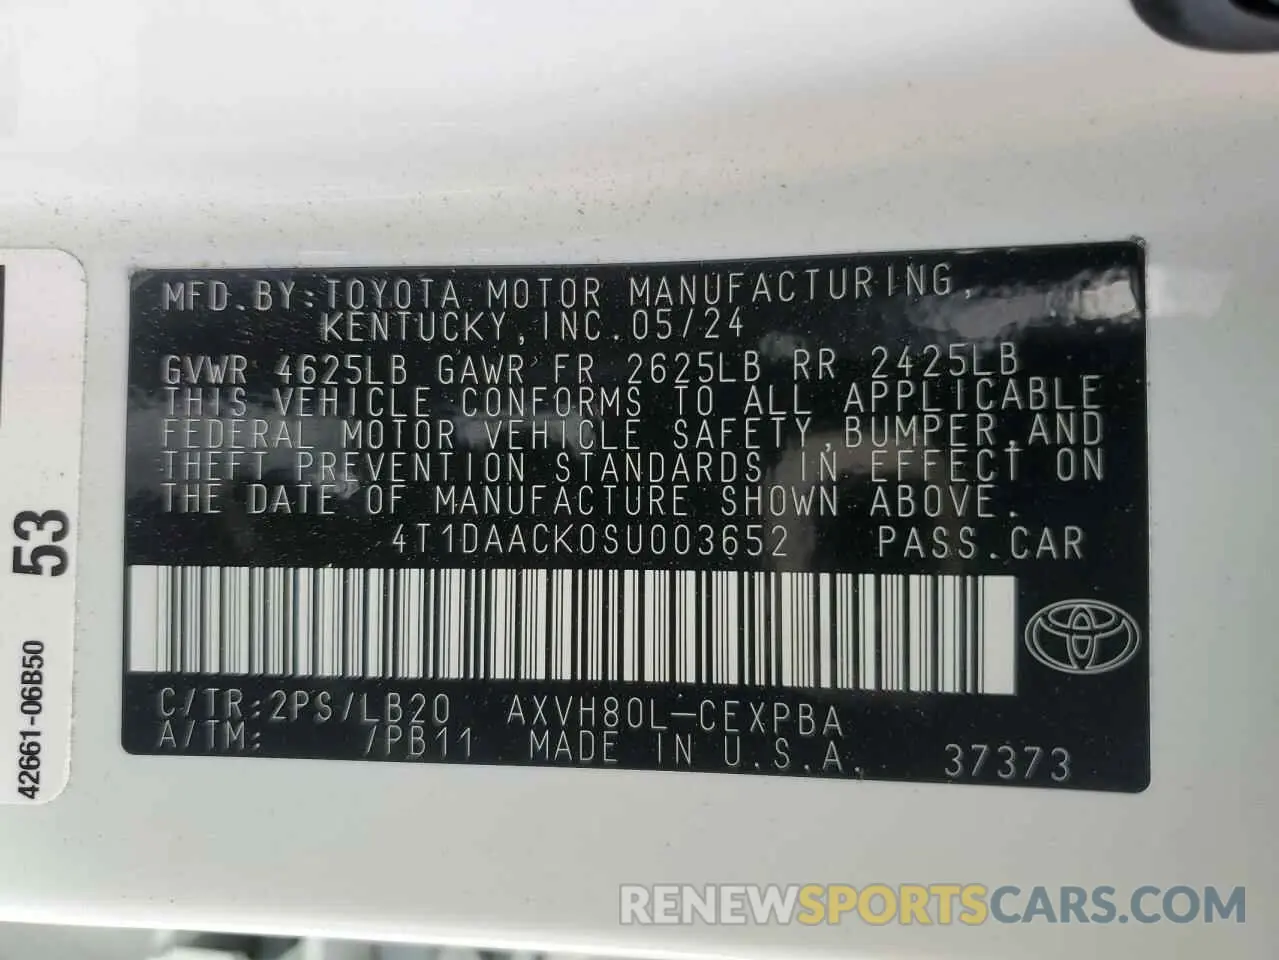 MFD.BY:TOYOTA MOTOR MANUFACTURING,
KENTUCKY,INC.05/24
GVWR 4625LB GAWR FR 2625LB RR 2425LB
THIS VEHICLE CONFORMS TO ALL APPLICABLE
FEDERAL MOTOR VEHICLE SAFETY,BUMPER,AND
THEFT PREVENTION STANDARDS IN EFFECT ON
THE DATE OF MANUFACTURE SHOWN ABOVE.
4T1DAACK0SU003652 PASS.CAR
C/TR:2PS/LB20 AXVH80L-CEXPBA
A/TM: /PB11 MADE IN U.S.A. 37373
53
42661-06B50
RENEWSPORTSCARS.COM